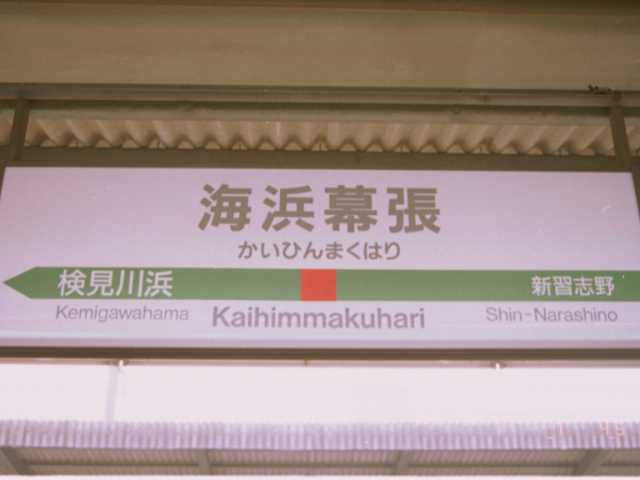 海浜幕張
かいひんまくはり
検見川浜 新習志野
Kemigawahama Kaihimmakuhari Shin-Narashino